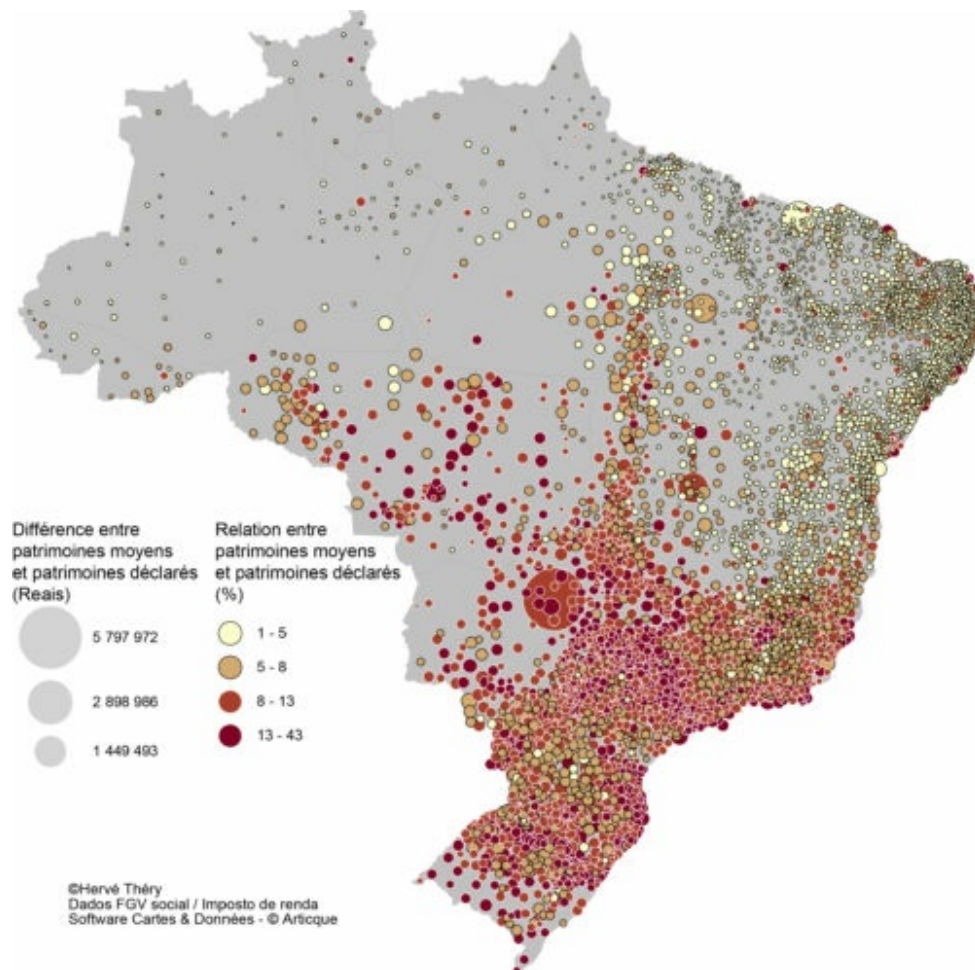 Différence entre
patrimoines moyens
et patrimoines déclarés
(Reais)
5 797 972
2 898 986
1 449 493
Relation entre
patrimoines moyens
et patrimoines déclarés
(%)
1 - 5
5 - 8
8 - 13
13 - 43
©Hervé Théry
Dados FGV social / Imposto de renda
Software Cartes & Données - © Articque